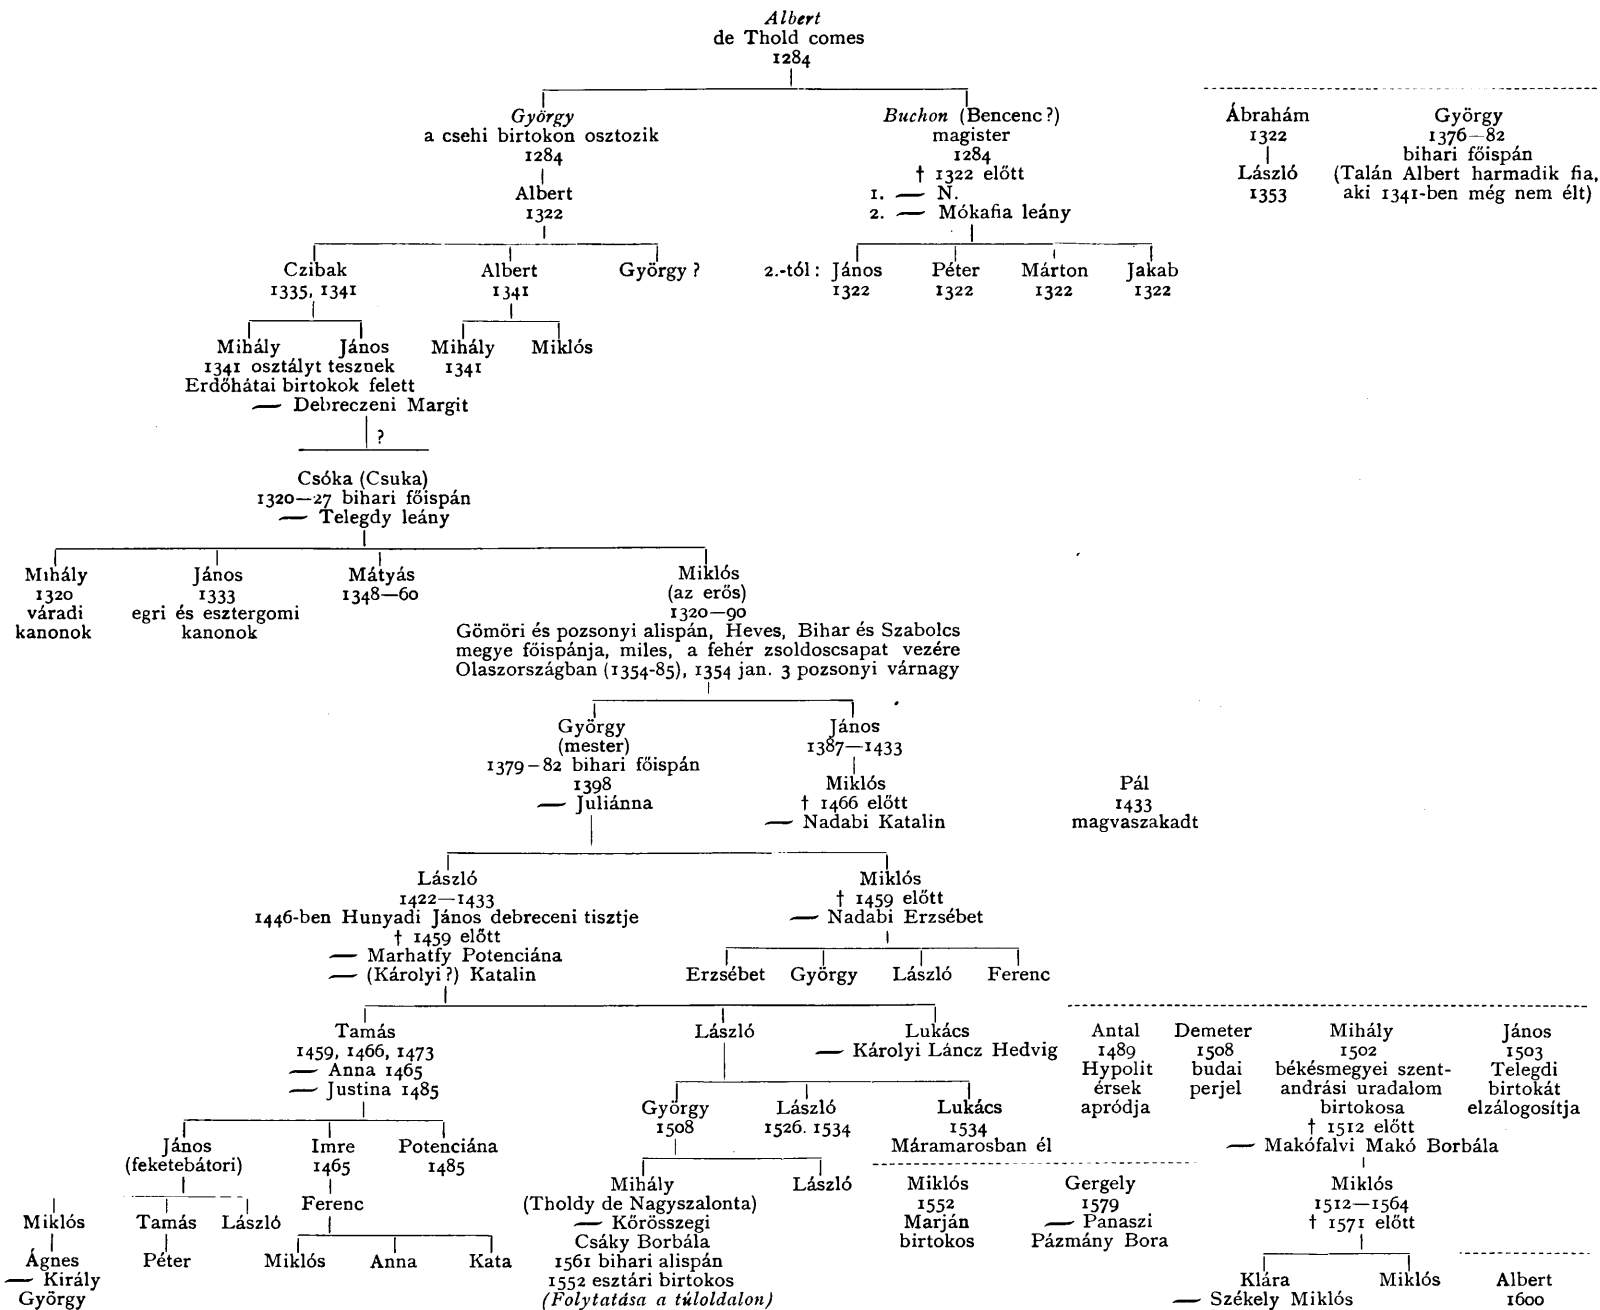 Albert
de Thold comes
1284
György
a csehi birtokon osztozik
1284
Albert
1322
Buchon (Bencenc?)
magister
1284
† 1322 előtt
1. — N.
2. — Mókafia leány
Ábrahám
1322
László
1353
György
1376—82
bihari főispán
(Talán Albert harmadik fia,
aki 1341-ben még nem élt)
Czibak
1335, 1341
Albert
1341
György ?
2.-tól: János
1322
Péter
1322
Márton
1322
Jakab
1322
Mihály János
1341 osztályt tesznek
Erdőhátai birtokok felett
— Debreczeni Margit
Mihály
1341
Miklós
?
Csóka (Csuka)
1320—27 bihari főispán
— Telegdy leány
Mihály
1320
váradi
kanonok
János
1333
egri és esztergomi
kanonok
Mátyás
1348—60
Miklós
(az erős)
1320—90
Gömöri és pozsonyi alispán, Heves, Bihar és Szabolcs
megye főispánja, miles, a fehér zsoldoscsapat vezére
Olaszországban (1354-85), 1354 jan. 3 pozsonyi várnagy
György
(mester)
1379–82 bihari főispán
1398
— Juliánna
János
1387—1433
Miklós
† 1466 előtt
— Nadabi Katalin
Pál
1433
magvaszakadt
László
1422—1433
1446-ben Hunyadi János debreceni tisztje
† 1459 előtt
— Marhatfy Potenciána
— (Károlyi?) Katalin
Miklós
† 1459 előtt
— Nadabi Erzsébet
Erzsébet György László Ferenc
Tamás
1459, 1466, 1473
— Anna 1465
— Justina 1485
László
Lukács
— Károlyi Láncz Hedvig
Antal
1489
Hypolit
érsek
apródja
Demeter
1508
budai
perjel
Mihály
1502
békésmegyei szent-
andrási uradalom
birtokosa
† 1512 előtt
— Makófalvi Makó Borbála
János
1503
Telegdi
birtokát
elzálogosítja
György
1508
László
1526. 1534
Lukács
1534
Máramarosban él
János
(feketebátori)
Imre
1465
Potenciána
1485
Ferenc
Mihály
(Tholdy de Nagyszalonta)
— Kőrösszegi
Csáky Borbála
1561 bihari alispán
1552 esztári birtokos
(Folytatása a túloldalon)
László
Miklós
1552
Marján
birtokos
Gergely
1579
— Panaszi
Pázmány Bora
Miklós
1512—1564
† 1571 előtt
Miklós
Ágnes
— Király
György
Tamás
Péter
László
Miklós Anna Kata
Klára
— Székely Miklós
Miklós
Albert
1600